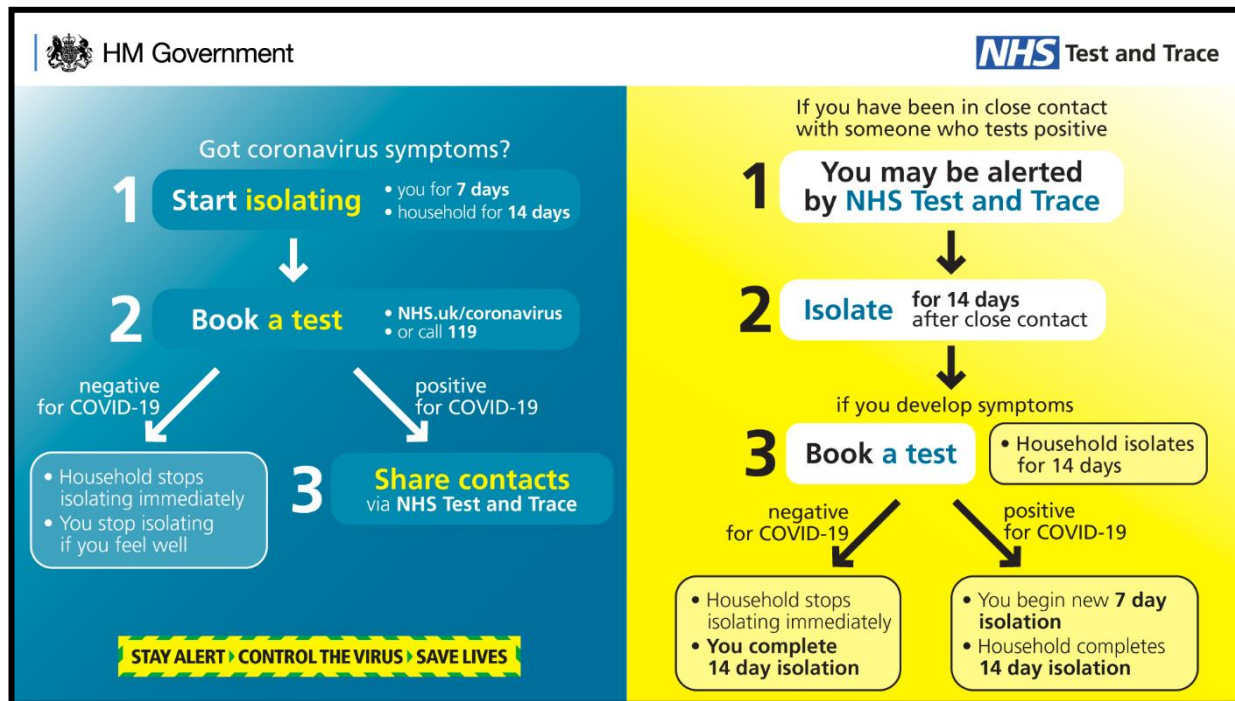 HM Government
NHS Test and Trace
Got coronavirus symptoms?
1
Start isolating
• you for 7 days
• household for 14 days
2
Book a test
• NHS.uk/coronavirus
• or call 119
negative
for COVID-19
positive
for COVID-19
• Household stops
isolating immediately
• You stop isolating
if you feel well
3
Share contacts
via NHS Test and Trace
STAY ALERT CONTROL THE VIRUS SAVE LIVES
If you have been in close contact
with someone who tests positive
1
You may be alerted
by NHS Test and Trace
2
Isolate
for 14 days
after close contact
if you develop symptoms
3
Book a test
• Household isolates
for 14 days
negative
for COVID-19
positive
for COVID-19
• Household stops
isolating immediately
• You complete
14 day isolation
• You begin new 7 day
isolation
• Household completes
14 day isolation